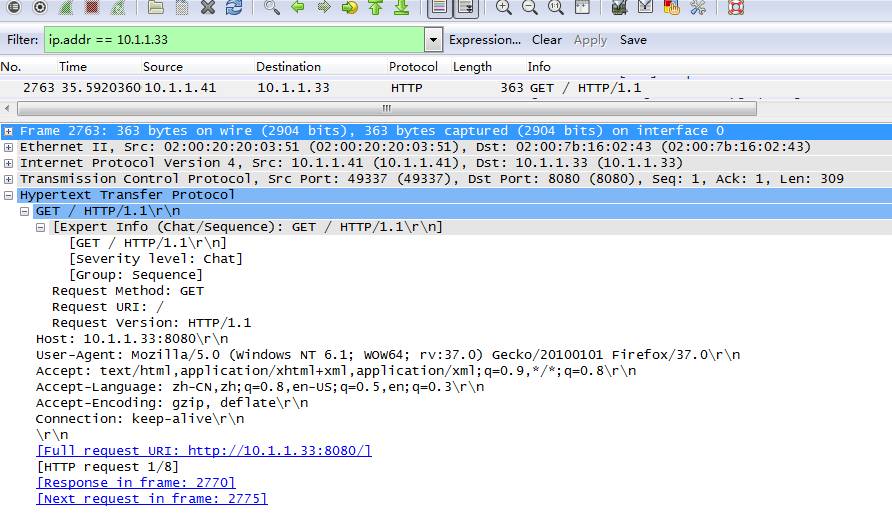 Filter: ip.addr == 10.1.1.33 Expression... Clear Apply Save
No. Time Source Destination Protocol Length Info
2763 35.5920360 10.1.1.41 10.1.1.33 HTTP 363 GET / HTTP/1.1
Frame 2763: 363 bytes on wire (2904 bits), 363 bytes captured (2904 bits) on interface 0
Ethernet II, Src: 02:00:20:20:03:51 (02:00:20:20:03:51), Dst: 02:00:7b:16:02:43 (02:00:7b:16:02:43)
Internet Protocol Version 4, Src: 10.1.1.41 (10.1.1.41), Dst: 10.1.1.33 (10.1.1.33)
Transmission Control Protocol, Src Port: 49337 (49337), Dst Port: 8080 (8080), Seq: 1, Ack: 1, Len: 309
Hypertext Transfer Protocol
GET / HTTP/1.1\r\n
[Expert Info (Chat/Sequence): GET / HTTP/1.1\r\n]
[GET / HTTP/1.1\r\n]
[Severity level: Chat]
[Group: Sequence]
Request Method: GET
Request URI: /
Request Version: HTTP/1.1
Host: 10.1.1.33:8080\r\n
User-Agent: Mozilla/5.0 (Windows NT 6.1; WOW64; rv:37.0) Gecko/20100101 Firefox/37.0\r\n
Accept: text/html,application/xhtml+xml,application/xml;q=0.9,*/*;q=0.8\r\n
Accept-Language: zh-CN,zh;q=0.8,en-US;q=0.5,en;q=0.3\r\n
Accept-Encoding: gzip, deflate\r\n
Connection: keep-alive\r\n
\r\n
[Full request URI: http://10.1.1.33:8080/]
[HTTP request 1/8]
[Response in frame: 2770]
[Next request in frame: 2775]